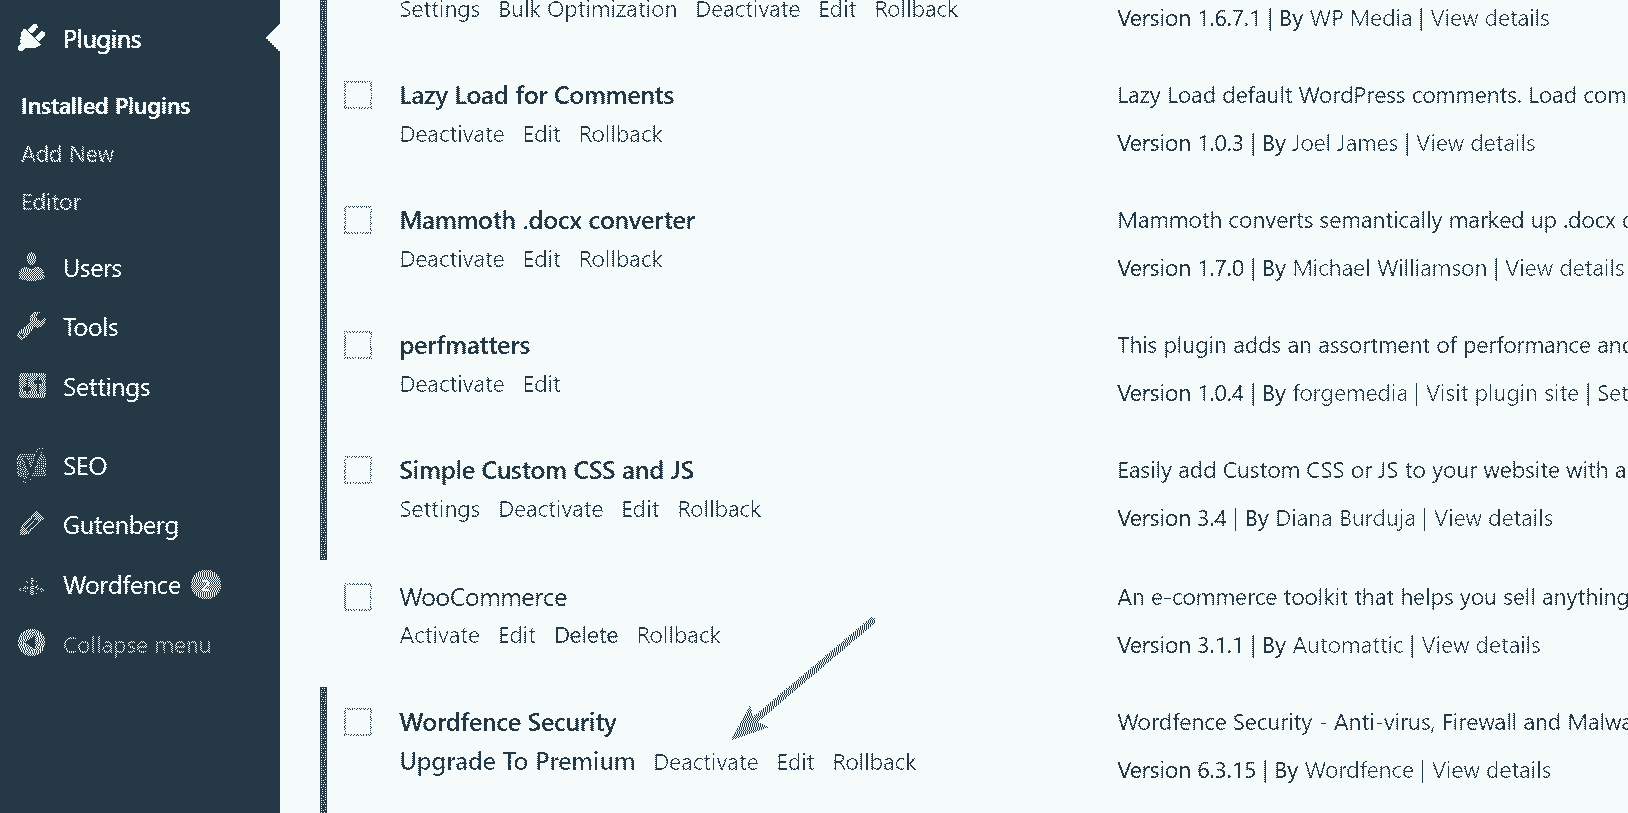 Plugins
Installed Plugins
Add New
Editor
Users
Tools
Settings
SEO
Gutenberg
Wordfence 2
Collapse menu
Settings Bulk Optimization Deactivate Edit Rollback
Version 1.6.7.1 | By WP Media | View details
Lazy Load for Comments
Deactivate Edit Rollback
Lazy Load default WordPress comments. Load com
Version 1.0.3 | By Joel James | View details
Mammoth .docx converter
Deactivate Edit Rollback
Mammoth converts semantically marked up .docx
Version 1.7.0 | By Michael Williamson | View details
perfmatters
Deactivate Edit
This plugin adds an assortment of performance and
Version 1.0.4 | By forgemedia | Visit plugin site | Set
Simple Custom CSS and JS
Settings Deactivate Edit Rollback
Easily add Custom CSS or JS to your website with a
Version 3.4 | By Diana Burduja | View details
WooCommerce
Activate Edit Delete Rollback
An e-commerce toolkit that helps you sell anything
Version 3.1.1 | By Automattic | View details
Wordfence Security
Upgrade To Premium Deactivate Edit Rollback
Wordfence Security - Anti-virus, Firewall and Malwa
Version 6.3.15 | By Wordfence | View details